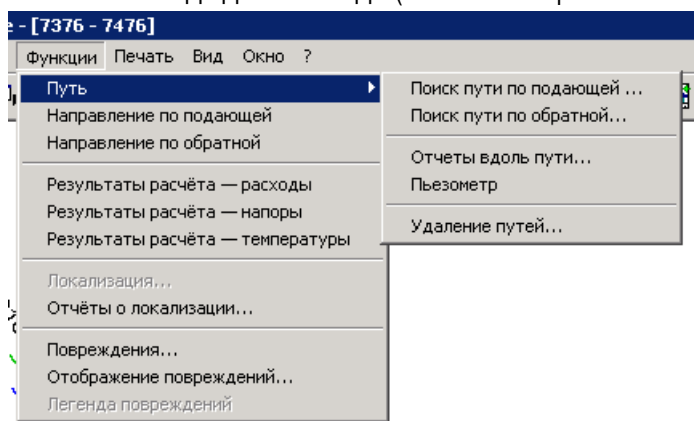 - [7376 - 7476]
Функции Печать Вид Окно ?
Путь
Направление по подающей
Направление по обратной
Результаты расчёта — расходы
Результаты расчёта — напоры
Результаты расчёта — температуры
Локализация...
Отчёты о локализации...
Повреждения...
Отображение повреждений...
Легенда повреждений
Поиск пути по подающей ...
Поиск пути по обратной...
Отчеты вдоль пути...
Пьезометр
Удаление путей...